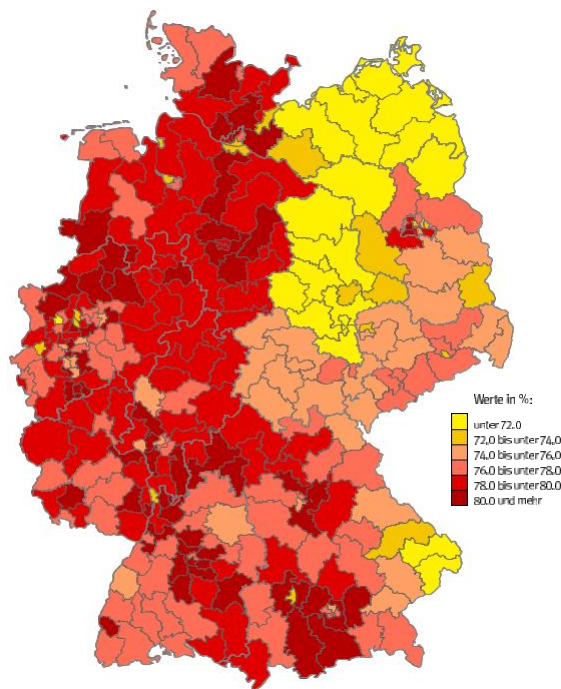 Werte in %:
unter 72.0
72.0 bis unter 74.0
74.0 bis unter 76.0
76.0 bis unter 78.0
78.0 bis unter 80.0
80.0 und mehr